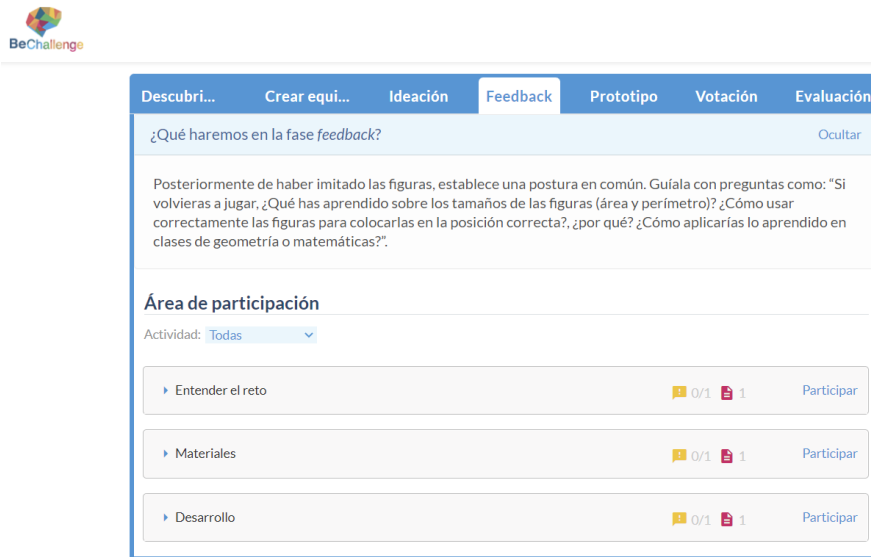 BeChallenge
Descubri... Crear equi... Ideación Feedback Prototipo Votación Evaluación
¿Qué haremos en la fase feedback? Ocultar
Posteriormente de haber imitado las figuras, establece una postura en común. Guíala con preguntas como: “Si
volvieras a jugar, ¿Qué has aprendido sobre los tamaños de las figuras (área y perímetro)? ¿Cómo usar
correctamente las figuras para colocarlas en la posición correcta?, ¿por qué? ¿Cómo aplicarías lo aprendido en
clases de geometría o matemáticas?”.
Área de participación
Actividad: Todas
Entender el reto 0/1 1 Participar
Materiales 0/1 1 Participar
Desarrollo 0/1 1 Participar